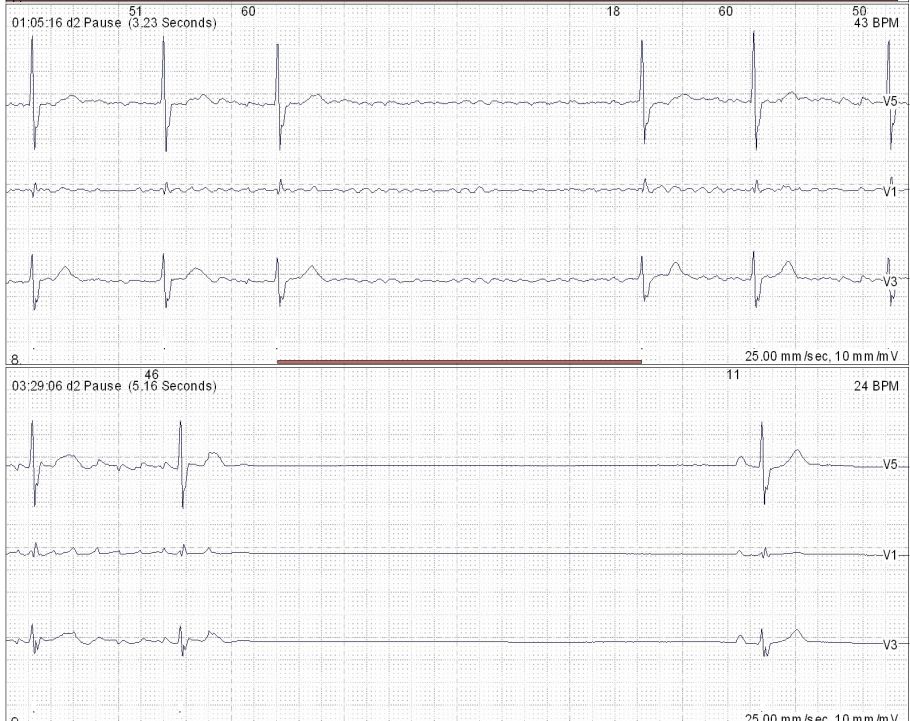 51 60 18 60 50
01:05:16 d2 Pause (3.23 Seconds) 43 BPM
V5
V1
V3
8. 25.00 mm/sec, 10 mm/mV
46 11
03:29:06 d2 Pause (5.16 Seconds) 24 BPM
V5
V1
V3
25.00 mm/sec, 10 mm/mV